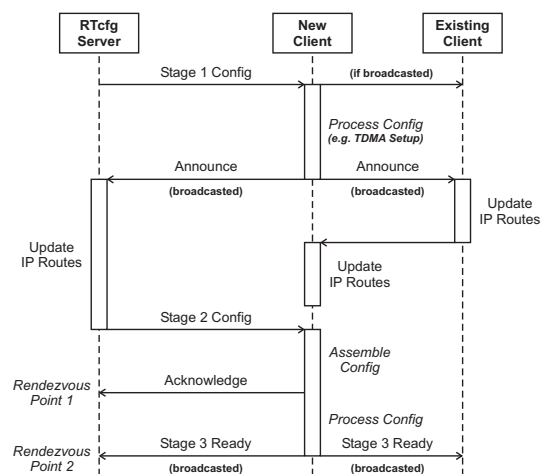 RTcfg
Server
New
Client
Existing
Client
Stage 1 Config
(if broadcasted)
Process Config
(e.g. TDMA Setup)
Announce
(broadcasted)
Announce
(broadcasted)
Update
IP Routes
Update
IP Routes
Update
IP Routes
Stage 2 Config
Assemble
Config
Rendezvous
Point 1
Acknowledge
Process Config
Rendezvous
Point 2
Stage 3 Ready
(broadcasted)
Stage 3 Ready
(broadcasted)